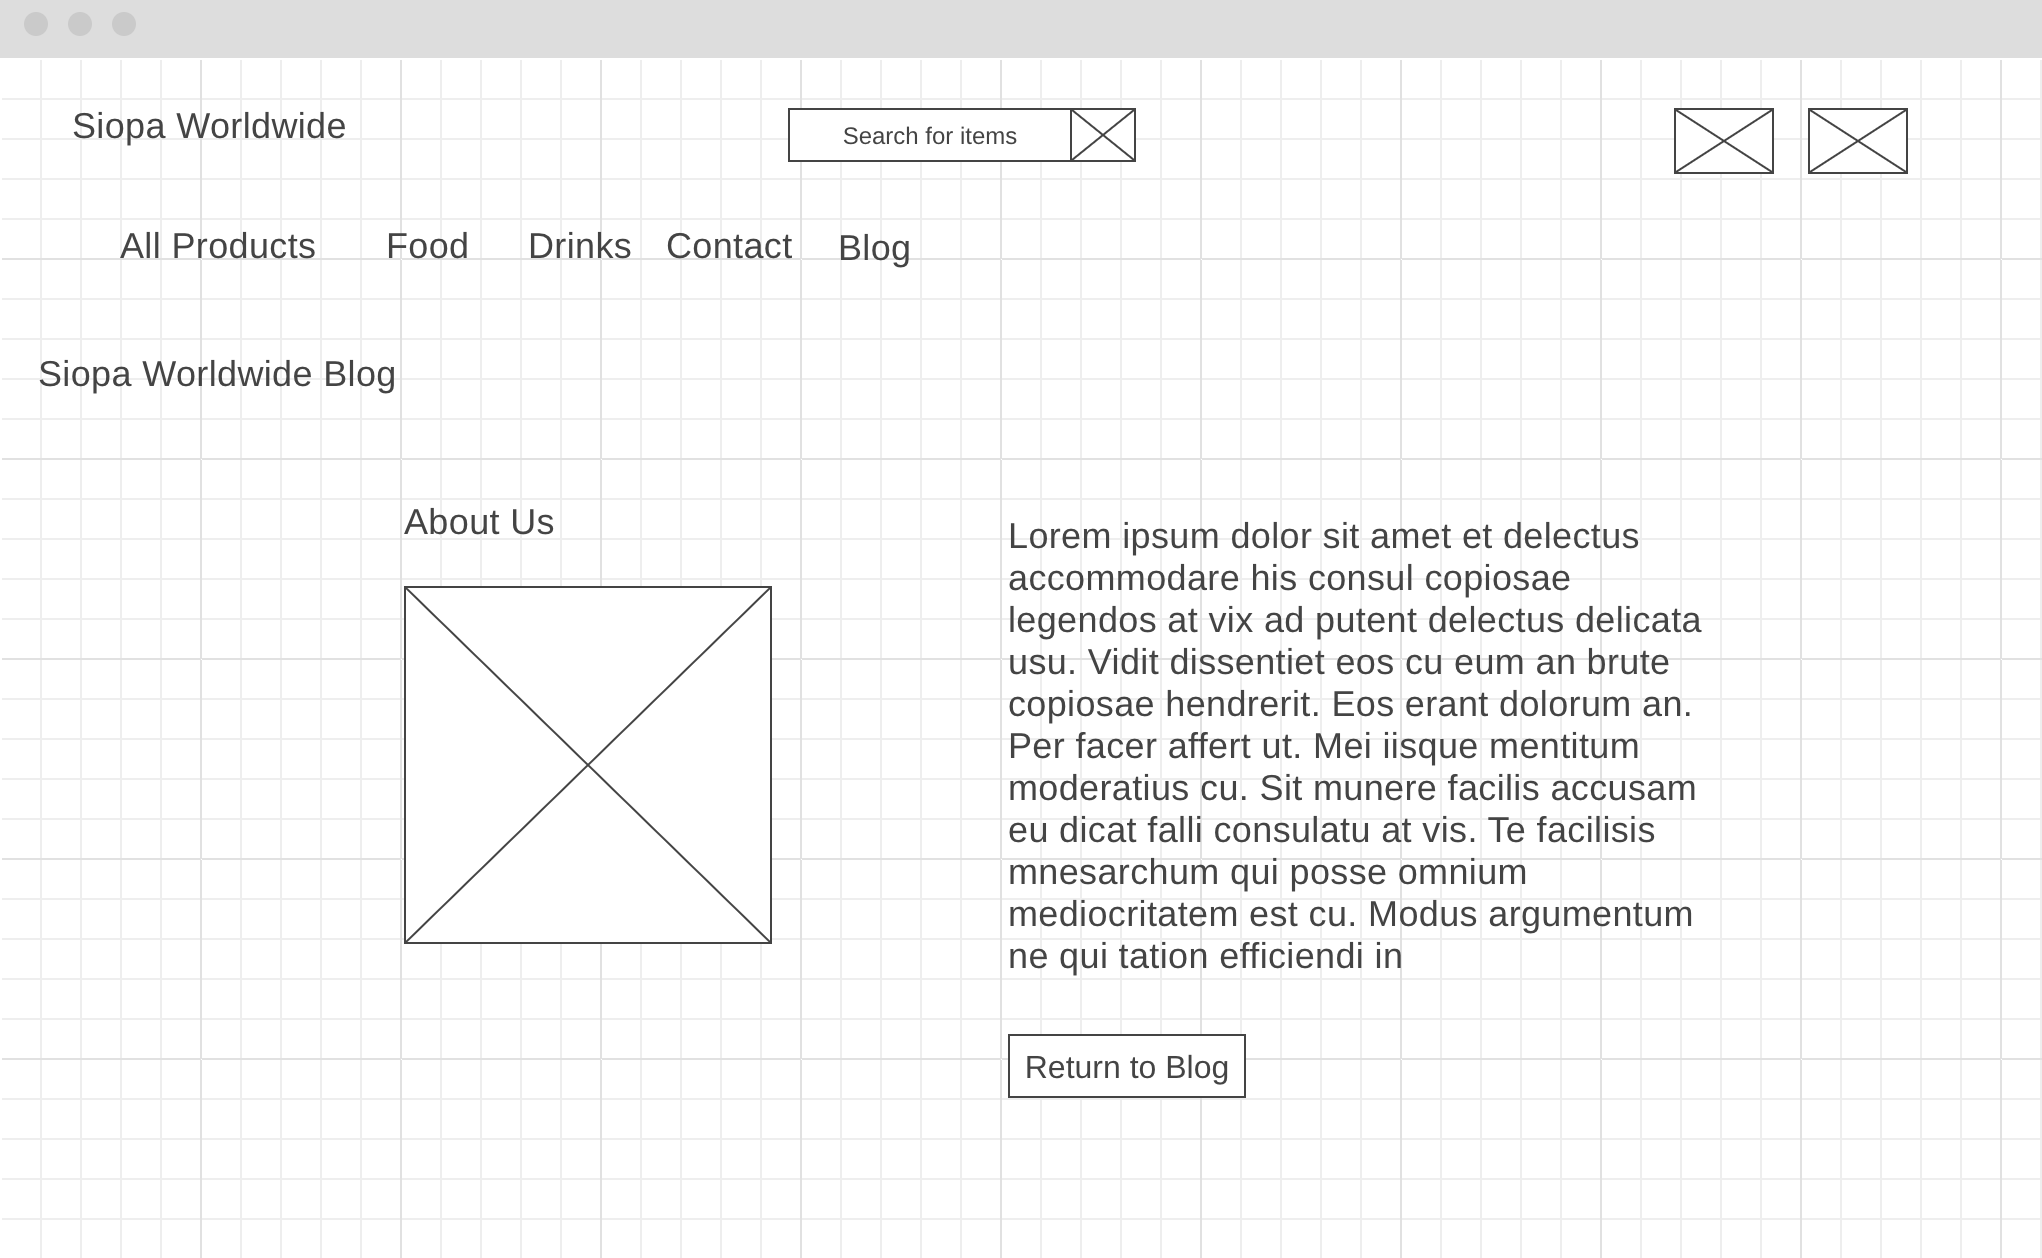 Siopa Worldwide
Search for items
All Products Food Drinks Contact Blog
Siopa Worldwide Blog
About Us
Lorem ipsum dolor sit amet et delectus
accommodare his consul copiosae
legendos at vix ad putent delectus delicata
usu. Vidit dissentiet eos cu eum an brute
copiosae hendrerit. Eos erant dolorum an.
Per facer affert ut. Mei iisque mentitum
moderatius cu. Sit munere facilis accusam
eu dicat falli consulatu at vis. Te facilisis
mnesarchum qui posse omnium
mediocritatem est cu. Modus argumentum
ne qui tation efficiendi in
Return to Blog